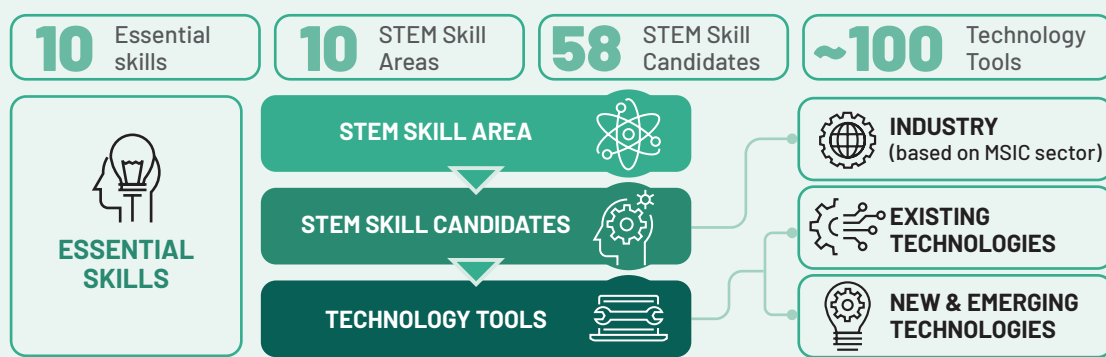 10 Essential
skills
10 STEM Skill
Areas
58 STEM Skill
Candidates
~100 Technology
Tools
ESSENTIAL
SKILLS
STEM SKILL AREA
STEM SKILL CANDIDATES
TECHNOLOGY TOOLS
INDUSTRY
(based on MSIC sector)
EXISTING
TECHNOLOGIES
NEW & EMERGING
TECHNOLOGIES